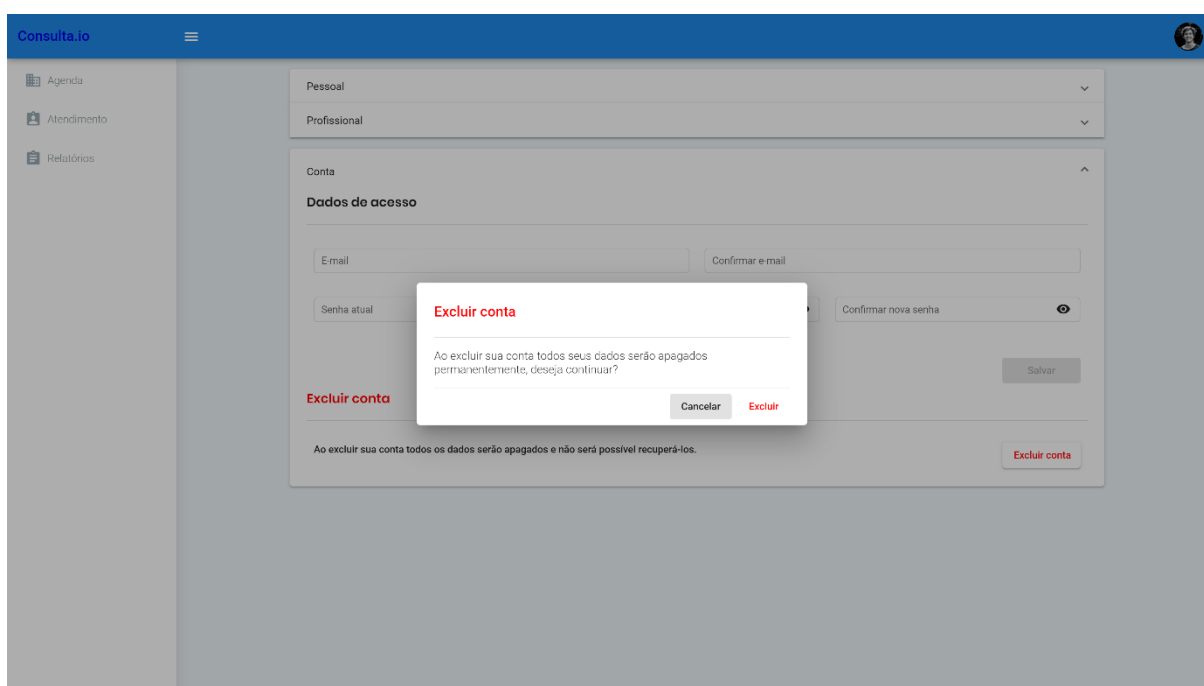 Consulta.io
Agenda
Atendimento
Relatórios
Pessoal
Profissional
Conta
Dados de acesso
E-mail
Confirmar e-mail
Senha atual
Confirmar nova senha
Salvar
Excluir conta
Ao excluir sua conta todos seus dados serão apagados
permanentemente, deseja continuar?
Cancelar
Excluir
Excluir conta
Ao excluir sua conta todos os dados serão apagados e não será possível recuperá-los.
Excluir conta